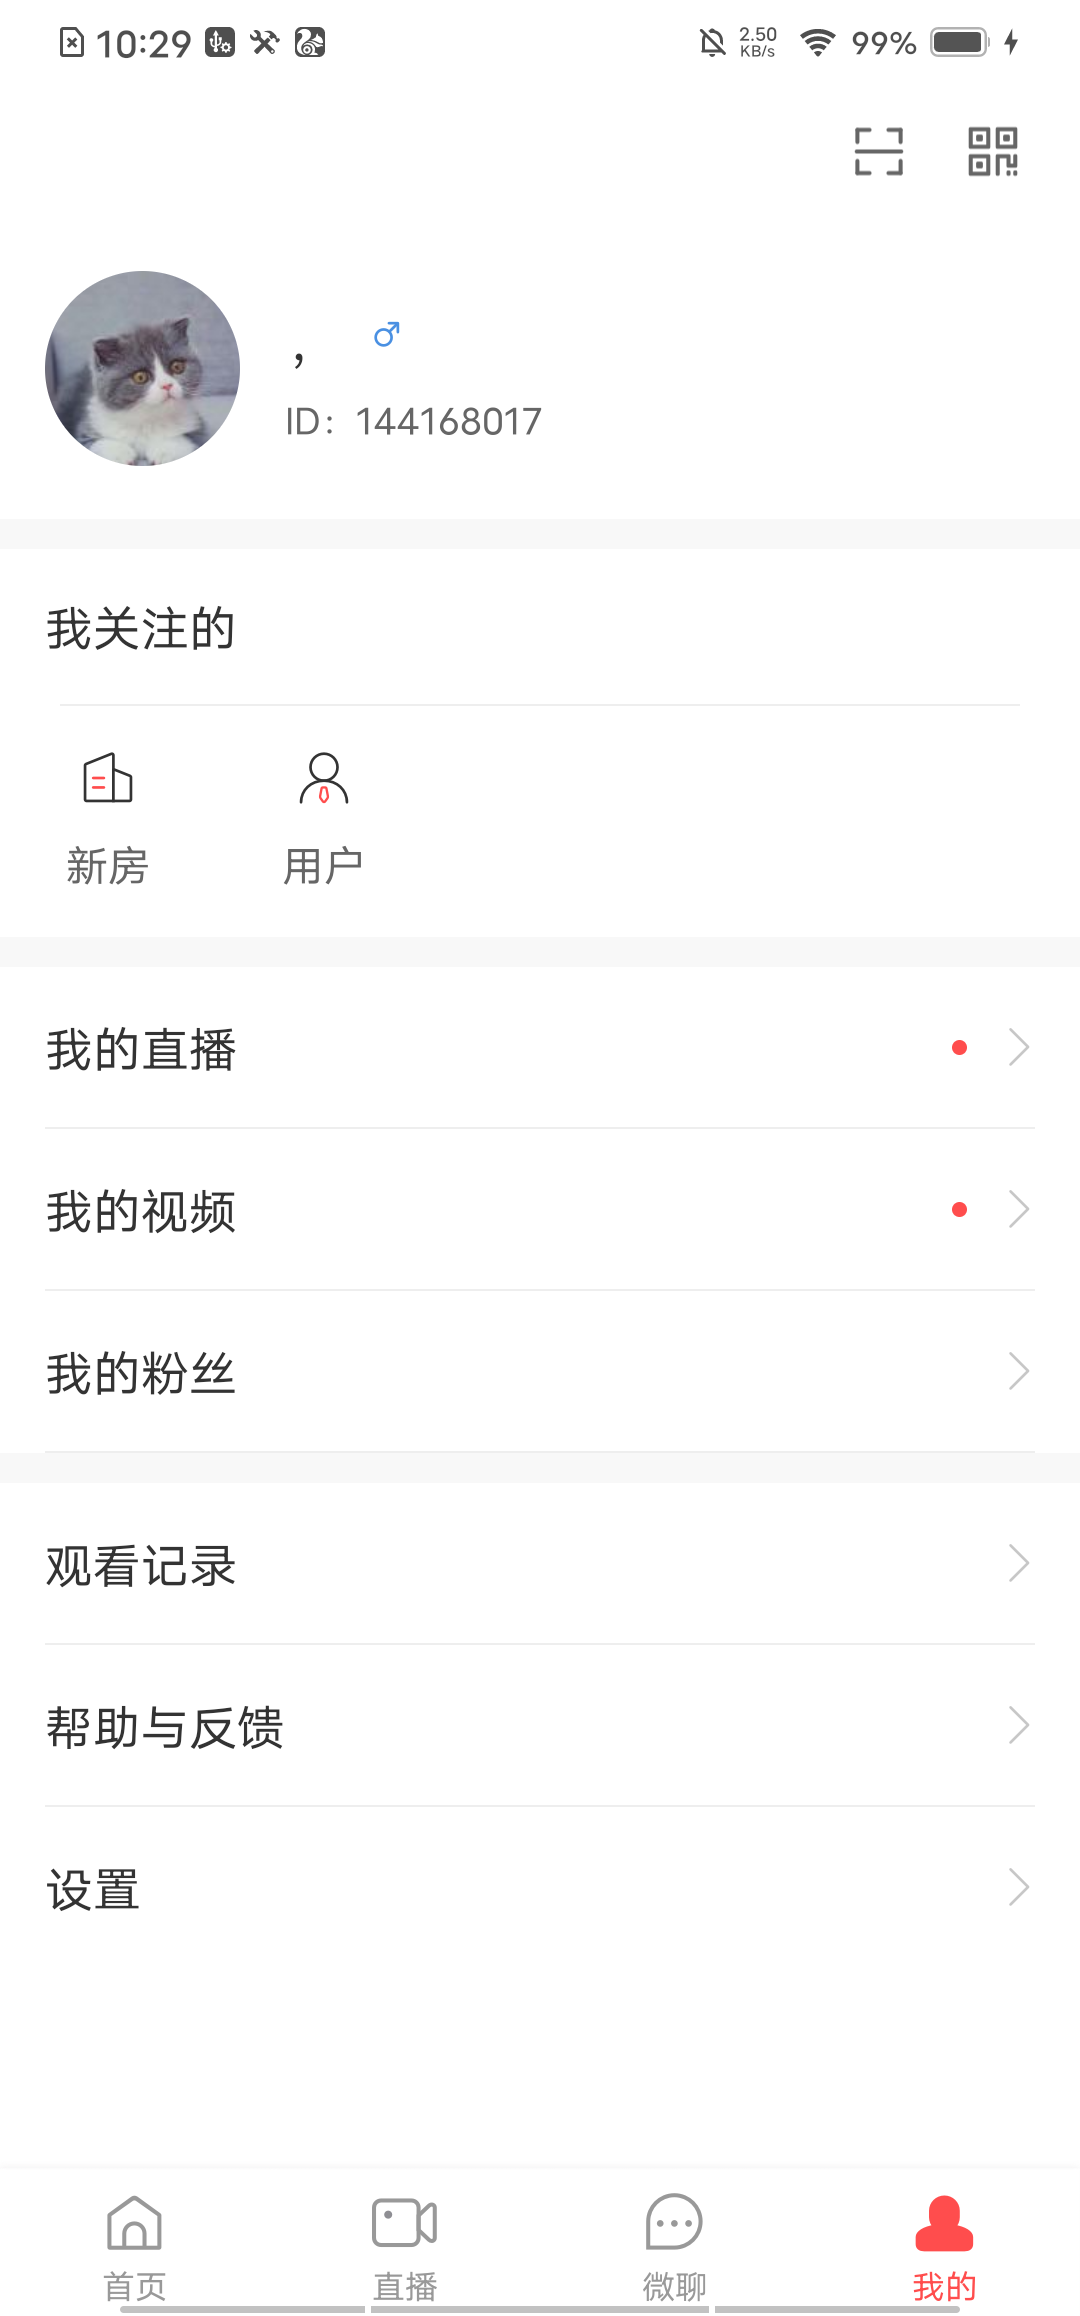 10:29 2.50 KB/s 99%
，
ID：144168017
我关注的
新房 用户
我的直播
我的视频
我的粉丝
观看记录
帮助与反馈
设置
首页 直播 微聊 我的